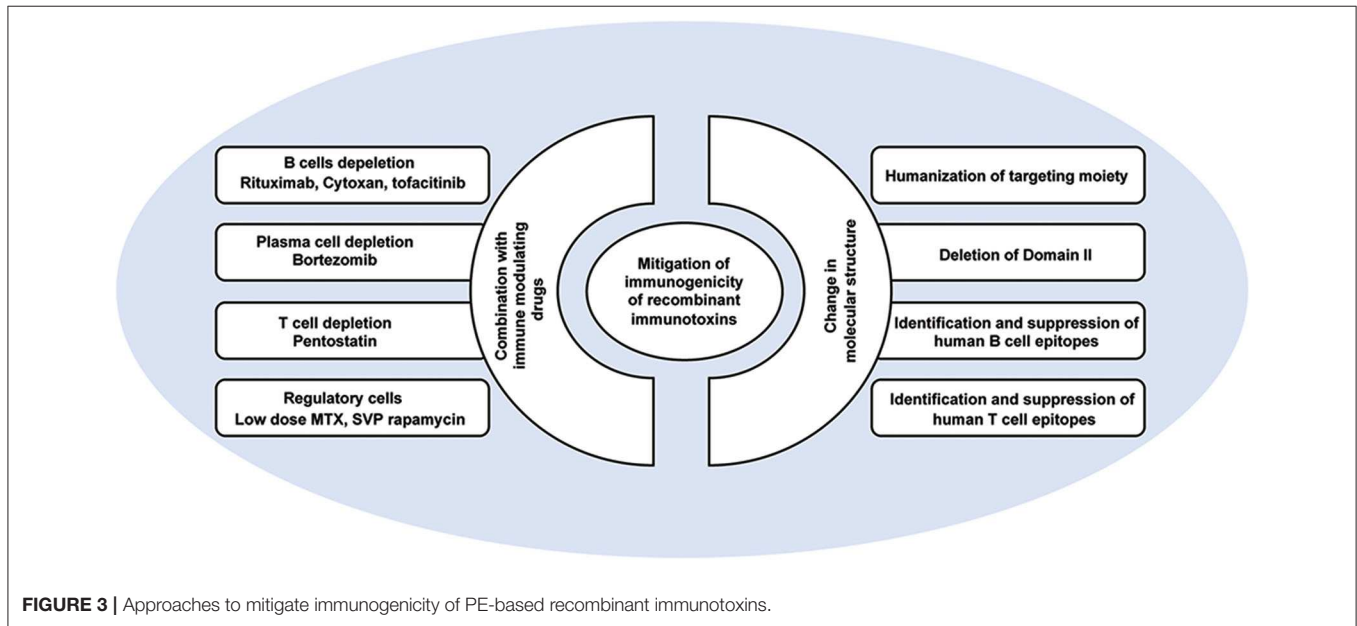 B cells depeletion
Rituximab, Cytoxan, tofacitinib
Plasma cell depletion
Bortezomib
T cell depletion
Pentostatin
Regulatory cells
Low dose MTX, SVP rapamycin
Combination with
immune modulating
drugs
Mitigation of
immunogenicity
of recombinant
immunotoxins
Change in
molecular structure
Humanization of targeting moiety
Deletion of Domain II
Identification and suppression of
human B cell epitopes
Identification and suppression of
human T cell epitopes
FIGURE 3 | Approaches to mitigate immunogenicity of PE-based recombinant immunotoxins.